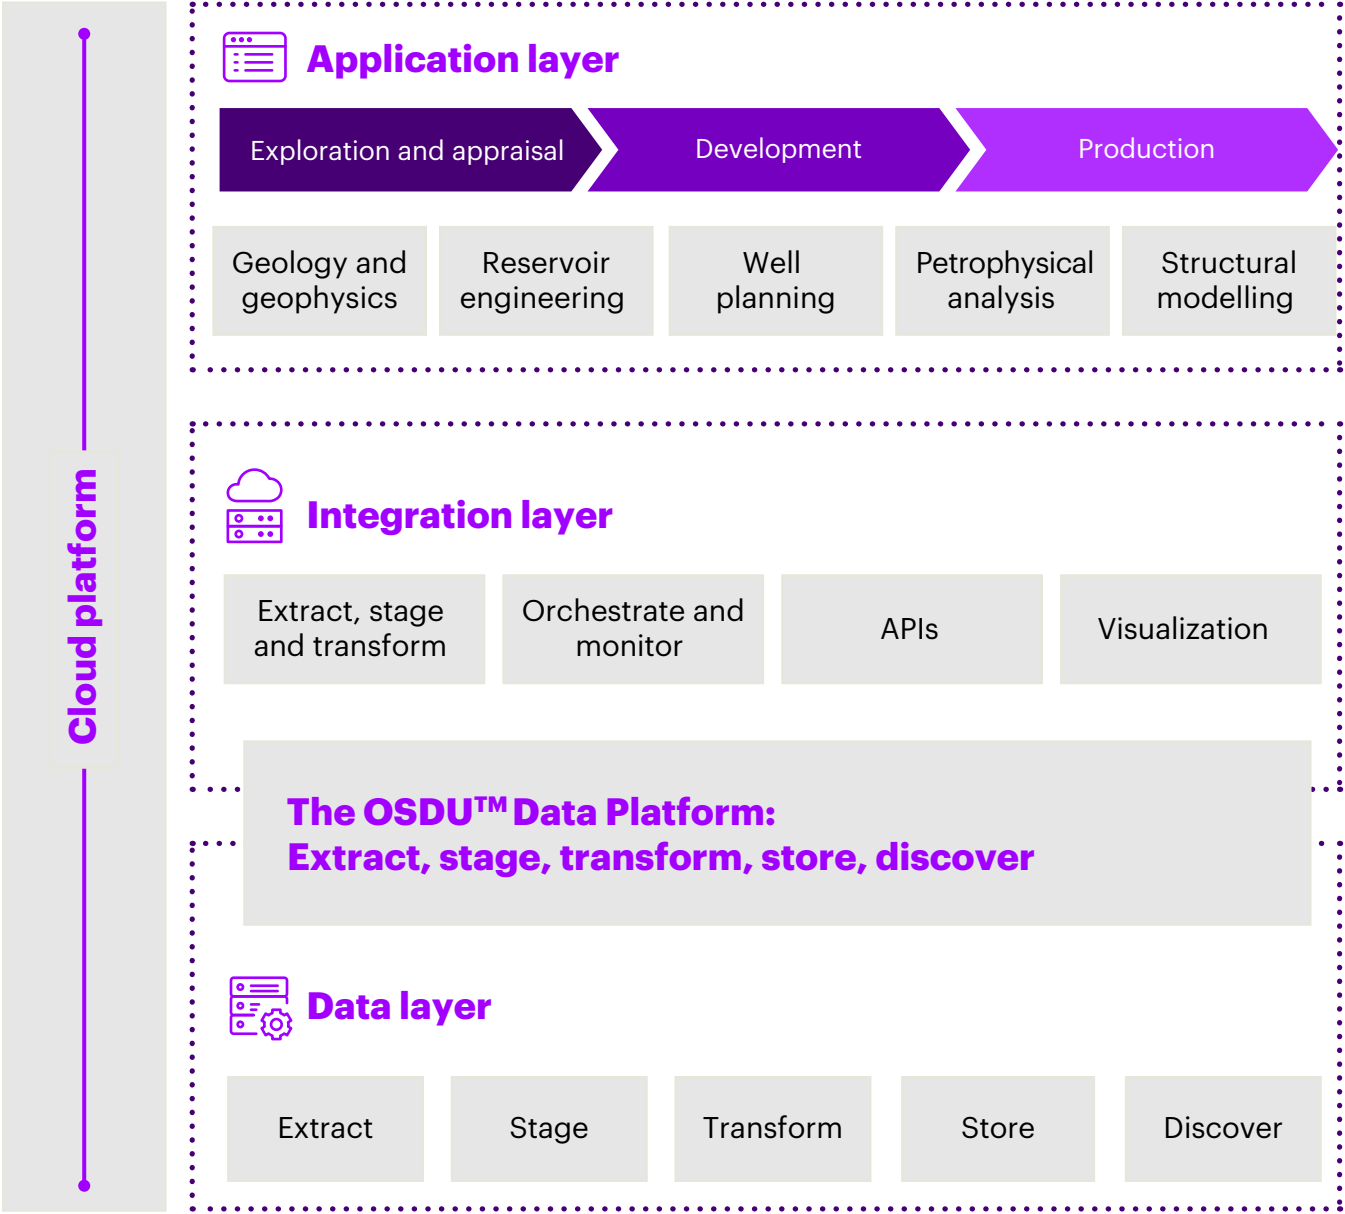 Application layer
Exploration and appraisal
Development
Production
Geology and
geophysics
Reservoir
engineering
Well
planning
Petrophysical
analysis
Structural
modelling
Cloud platform
Integration layer
Extract, stage
and transform
Orchestrate and
monitor
APIs
Visualization
The OSDU™ Data Platform:
Extract, stage, transform, store, discover
Data layer
Extract
Stage
Transform
Store
Discover